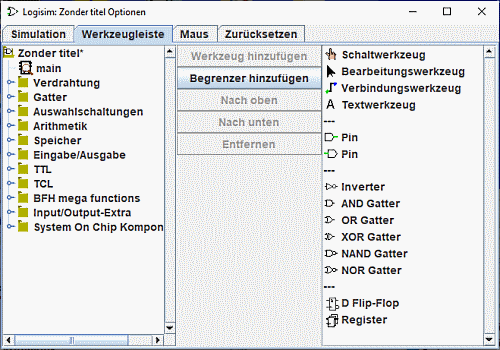 Logisim: Zonder titel Optionen
Simulation Werkzeugleiste Maus Zurücksetzen
Zonder titel*
main
Verdrahtung
Gatter
Auswahlschaltungen
Arithmetik
Speicher
Eingabe/Ausgabe
TTL
TCL
BFH mega functions
Input/Output-Extra
System On Chip Kompon
Werkzeug hinzufügen
Begrenzer hinzufügen
Nach oben
Nach unten
Entfernen
Schaltwerkzeug
Bearbeitungswerkzeug
Verbindungswerkzeug
A Textwerkzeug
---
Pin
Pin
---
Inverter
AND Gatter
OR Gatter
XOR Gatter
NAND Gatter
NOR Gatter
---
D Flip-Flop
Register